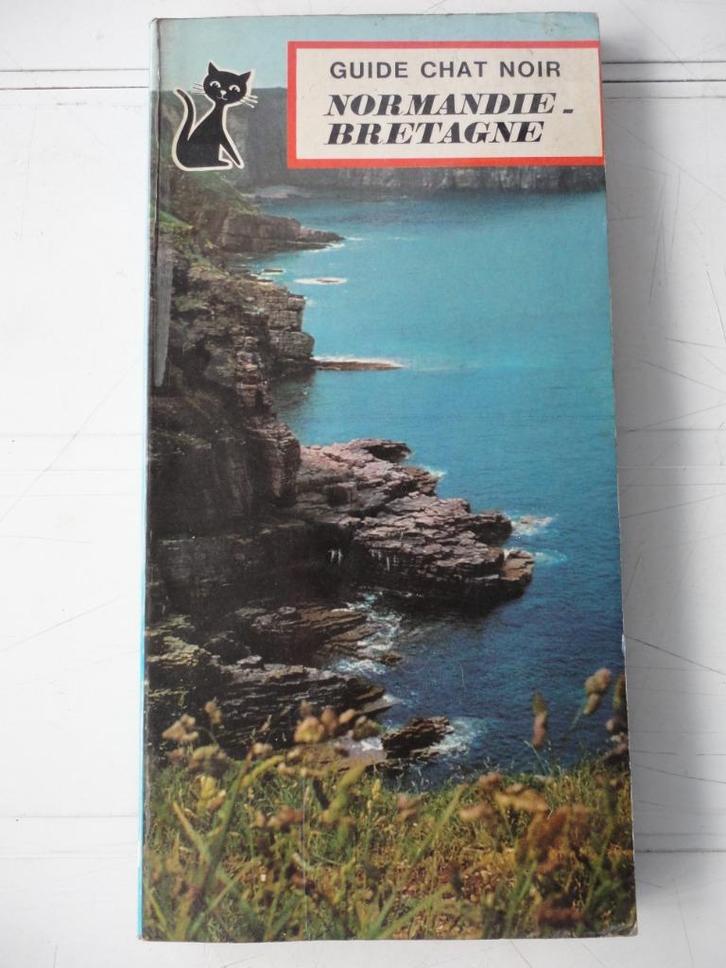 GUIDE CHAT NOIR
NORMANDIE -
BRETAGNE